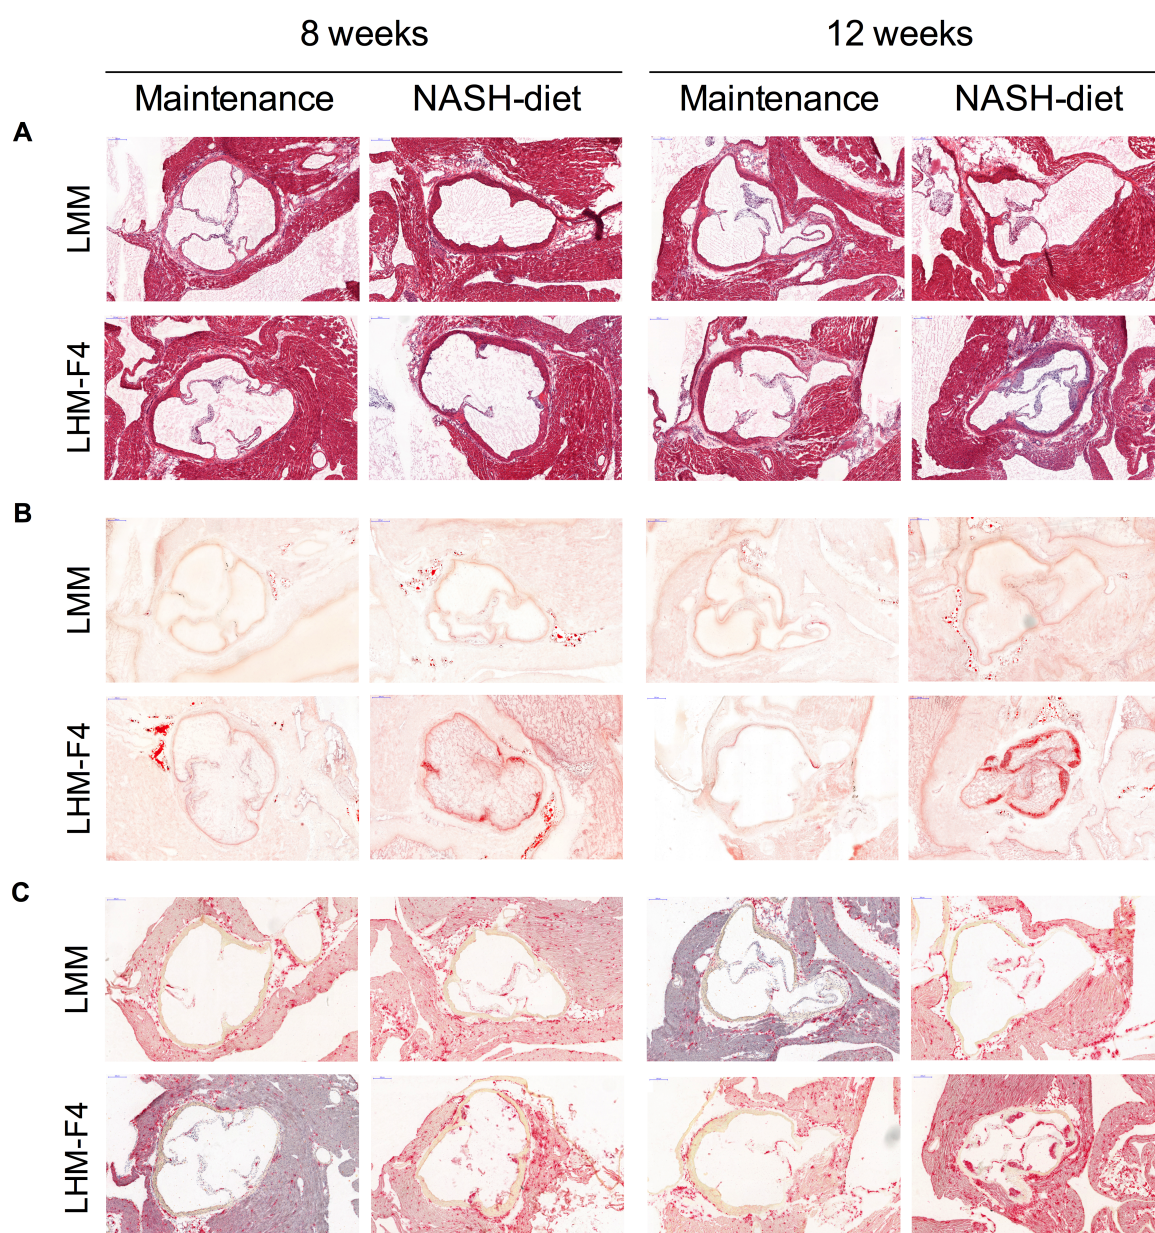 8 weeks 12 weeks
Maintenance NASH-diet Maintenance NASH-diet
A
LMM
LHM-F4
B
LMM
LHM-F4
C
LMM
LHM-F4